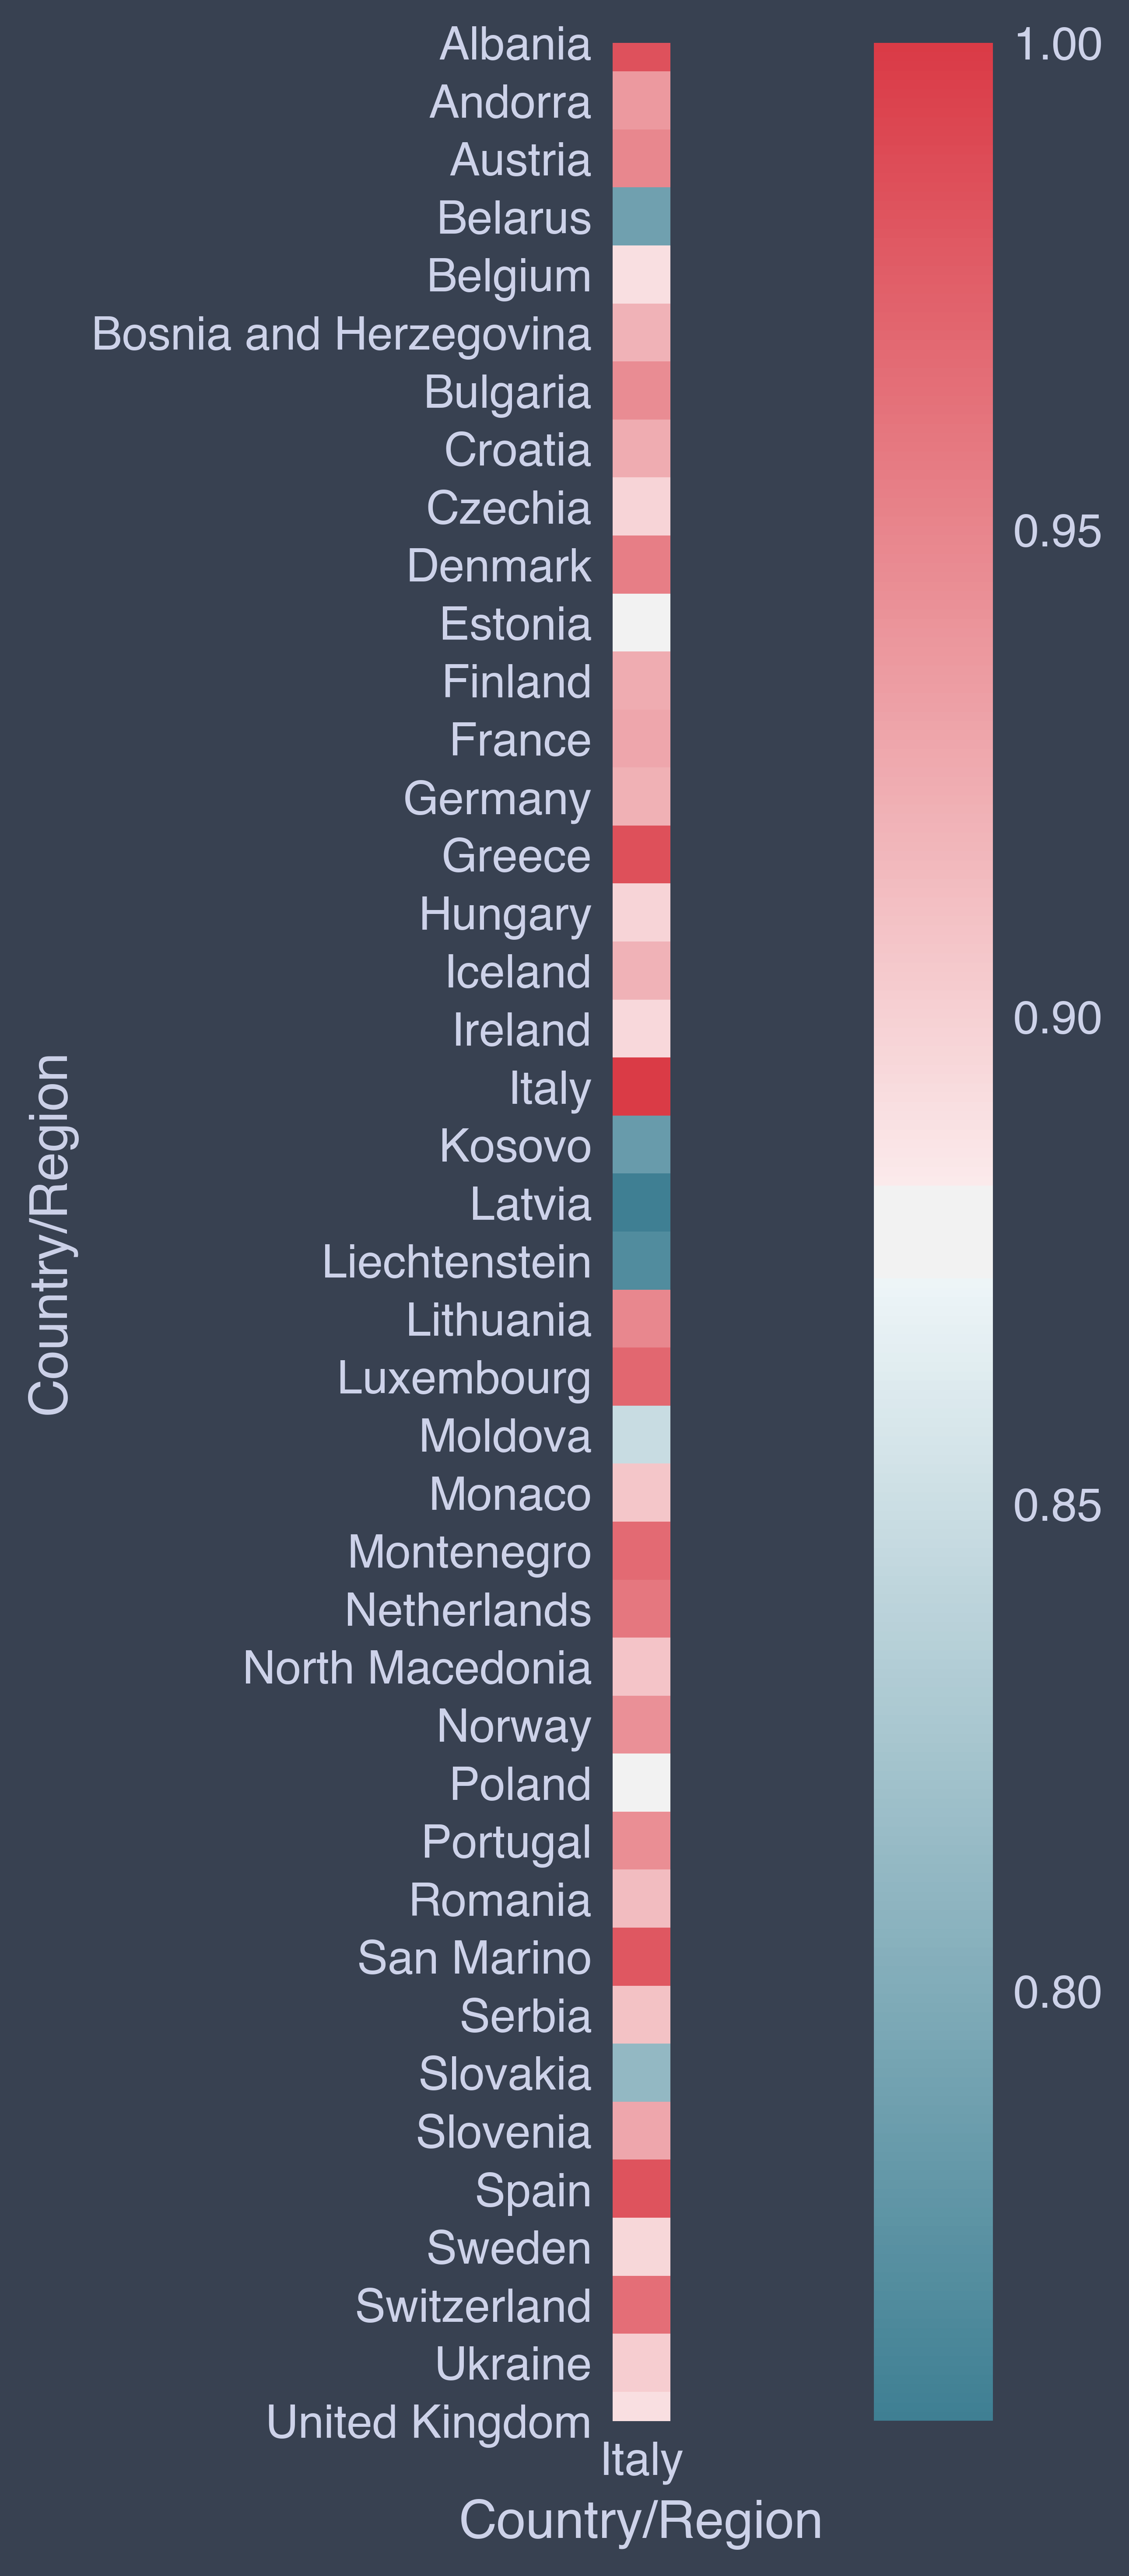 Albania
Andorra
Austria
Belarus
Belgium
Bosnia and Herzegovina
Bulgaria
Croatia
Czechia
Denmark
Estonia
Finland
France
Germany
Greece
Hungary
Iceland
Ireland
Italy
Kosovo
Latvia
Liechtenstein
Lithuania
Luxembourg
Moldova
Monaco
Montenegro
Netherlands
North Macedonia
Norway
Poland
Portugal
Romania
San Marino
Serbia
Slovakia
Slovenia
Spain
Sweden
Switzerland
Ukraine
United Kingdom
Country/Region
Italy
Country/Region
1.00
0.95
0.90
0.85
0.80